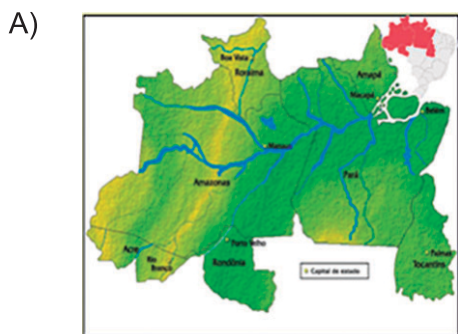 A)
Boa Vista
Roraima
Amapá
Macapá
Belém
Manaus
Amazonas
Pará
Acre
Rio
Branco
Porto Velho
Rondônia
Palmas
Tocantins
Capital de estado